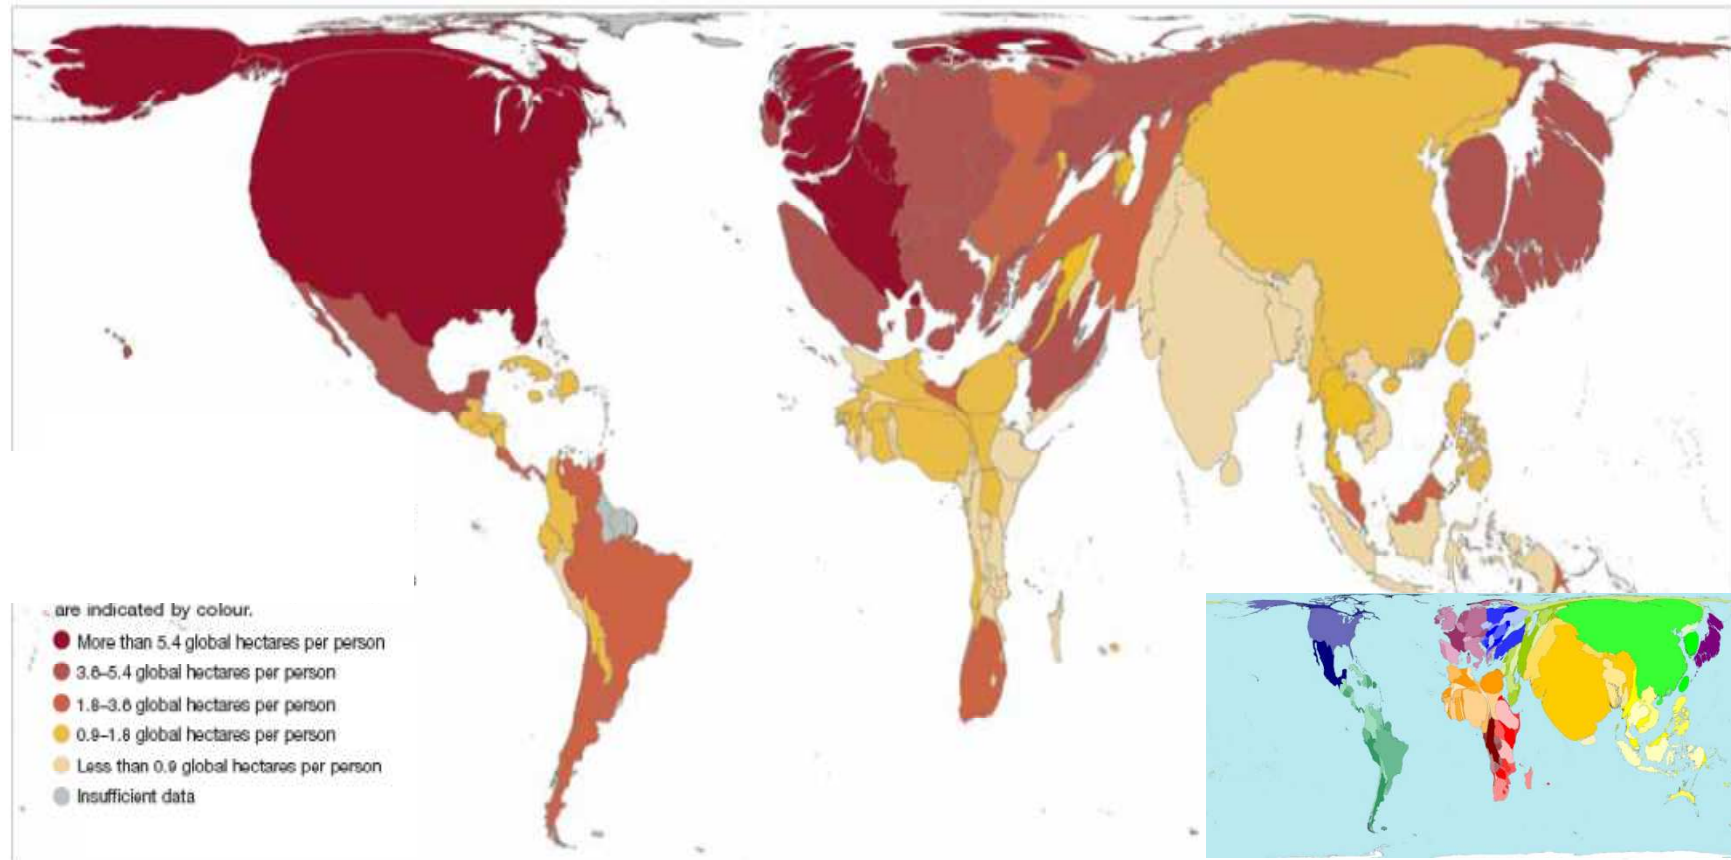 are indicated by colour.
More than 5.4 global hectares per person
3.6–5.4 global hectares per person
1.8–3.6 global hectares per person
0.9–1.8 global hectares per person
Less than 0.9 global hectares per person
Insufficient data